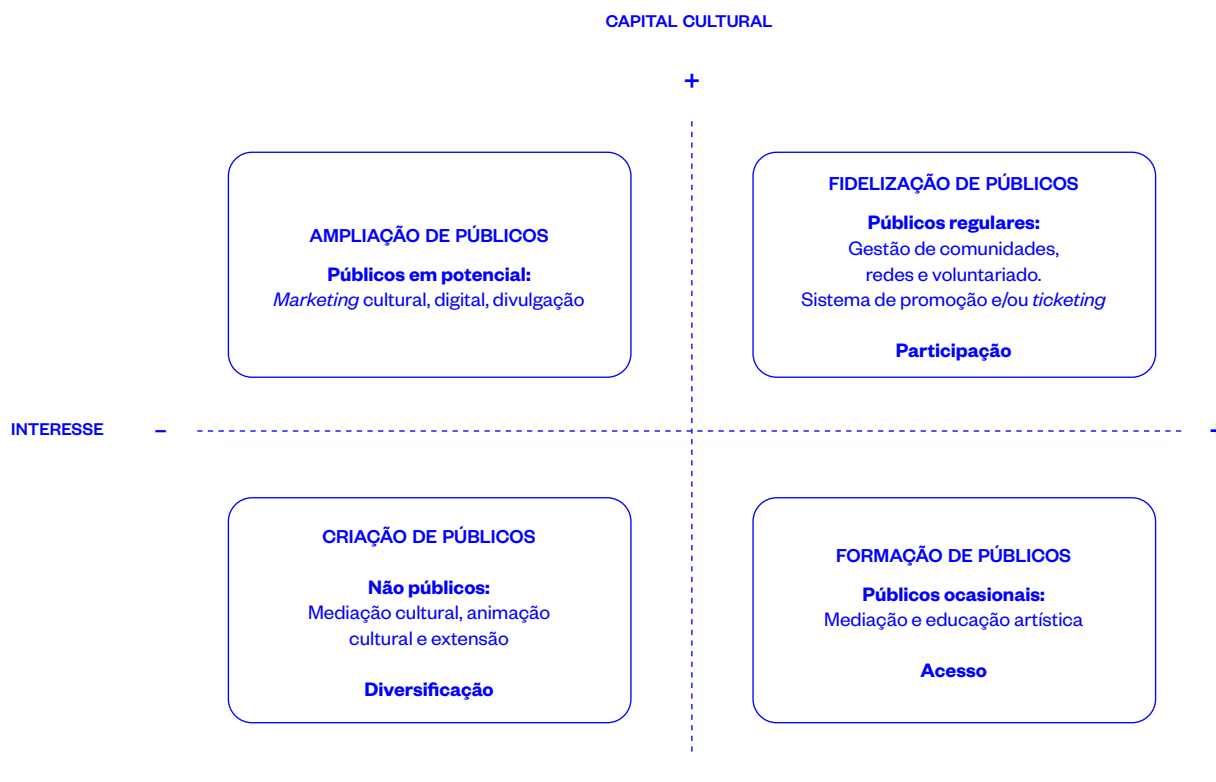 CAPITAL CULTURAL
+
AMPLIAÇÃO DE PÚBLICOS
Públicos em potencial:
Marketing cultural, digital, divulgação
FIDELIZAÇÃO DE PÚBLICOS
Públicos regulares:
Gestão de comunidades,
redes e voluntariado.
Sistema de promoção e/ou ticketing
Participação
INTERESSE
–
CRIAÇÃO DE PÚBLICOS
Não públicos:
Mediação cultural, animação
cultural e extensão
Diversificação
FORMAÇÃO DE PÚBLICOS
Públicos ocasionais:
Mediação e educação artística
Acesso